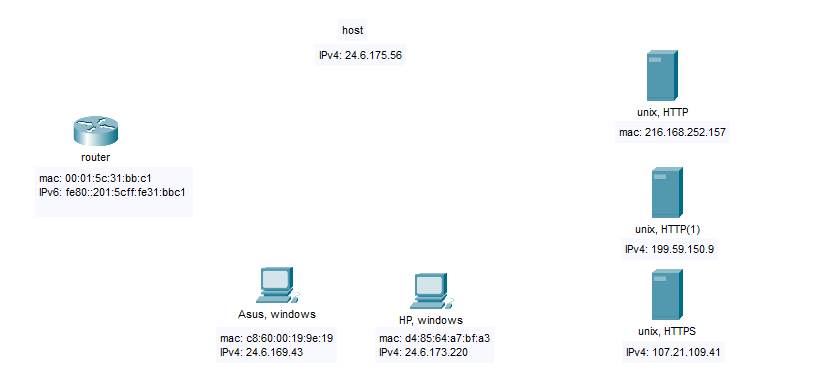 host
IPv4: 24.6.175.56
unix, HTTP
mac: 216.168.252.157
router
mac: 00:01:5c:31:bb:c1
IPv6: fe80::201:5cff:fe31:bbc1
unix, HTTP(1)
IPv4: 199.59.150.9
Asus, windows
mac: c8:60:00:19:9e:19
IPv4: 24.6.169.43
HP, windows
mac: d4:85:64:a7:bf:a3
IPv4: 24.6.173.220
unix, HTTPS
IPv4: 107.21.109.41